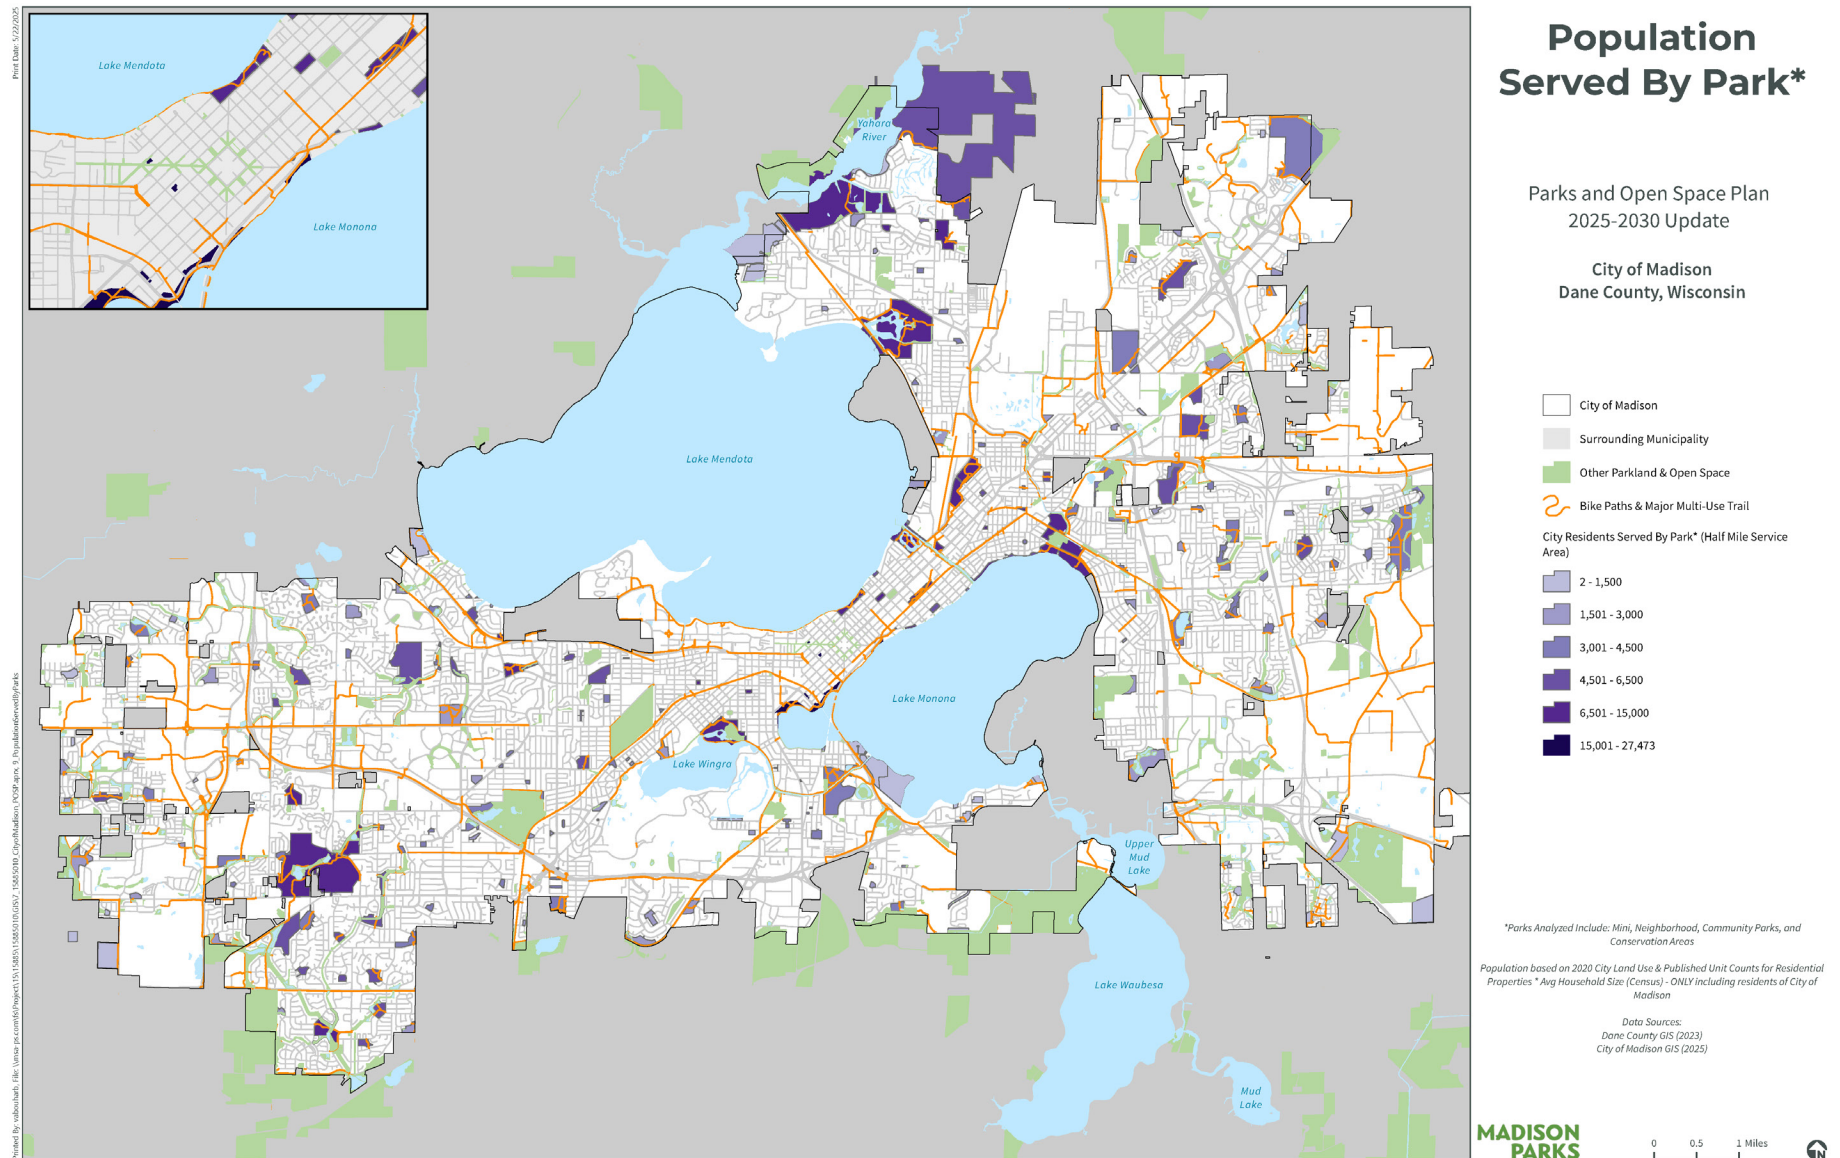 Print Date: 5/22/2025
Lake Mendota
Lake Monona
Yahara
River
Lake Mendota
Lake Monona
Lake Wingra
Upper
Mud
Lake
Lake Waubesa
Mud
Lake
Population
Served By Park*
Parks and Open Space Plan
2025-2030 Update
City of Madison
Dane County, Wisconsin
City of Madison
Surrounding Municipality
Other Parkland & Open Space
Bike Paths & Major Multi-Use Trail
City Residents Served By Park* (Half Mile Service
Area)
2 - 1,500
1,501 - 3,000
3,001 - 4,500
4,501 - 6,500
6,501 - 15,000
15,001 - 27,473
*Parks Analyzed Include: Mini, Neighborhood, Community Parks, and
Conservation Areas
Population based on 2020 City Land Use & Published Unit Counts for Residential
Properties * Avg Household Size (Census) - ONLY including residents of City of
Madison
Data Sources:
Dane County GIS (2023)
City of Madison GIS (2025)
MADISON
PARKS
0 0.5 1 Miles
N